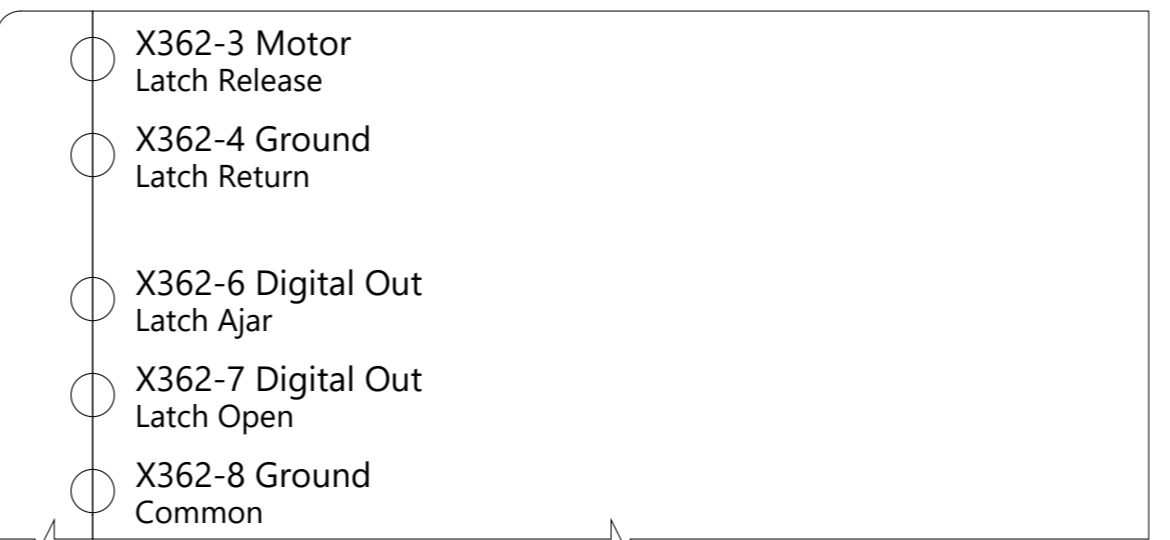 X362-3 Motor
Latch Release
X362-4 Ground
Latch Return
X362-6 Digital Out
Latch Ajar
X362-7 Digital Out
Latch Open
X362-8 Ground
Common